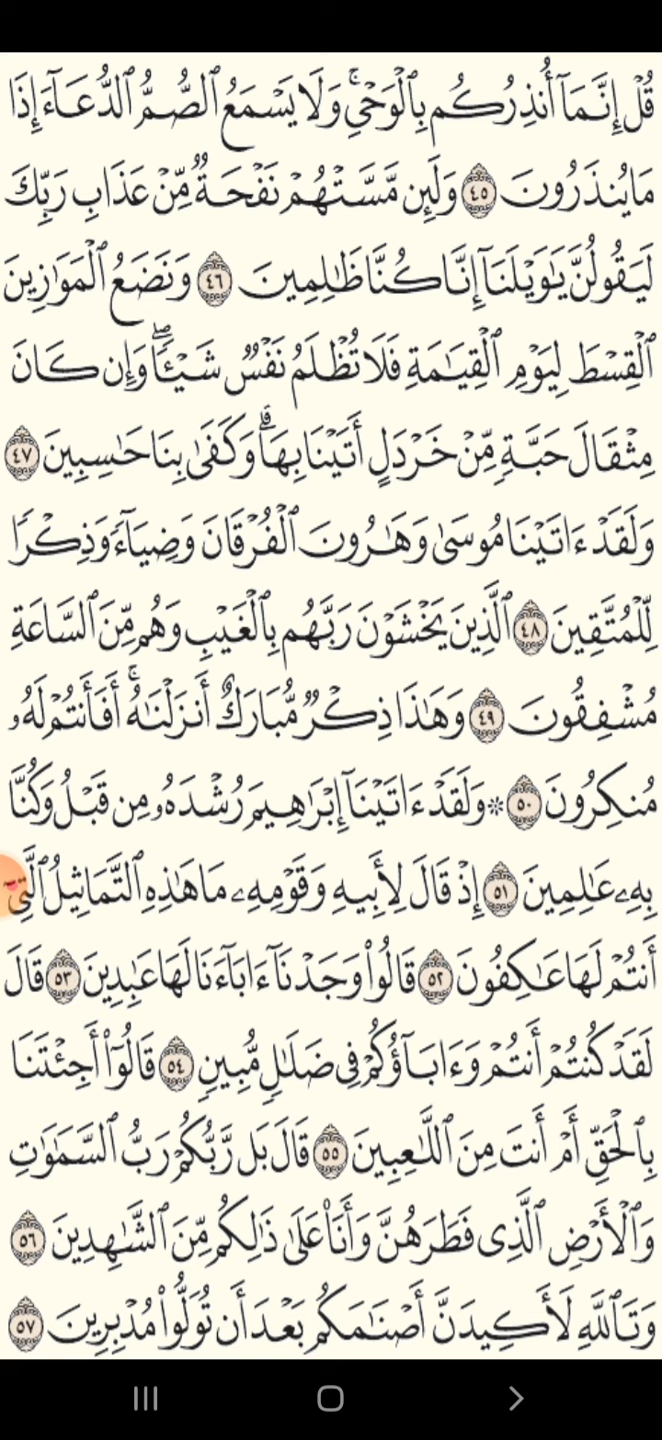 قُلْ إِنَّمَآ أُنذِرُكُم بِٱلْوَحْىِ ۚ وَلَا يَسْمَعُ ٱلصُّمُّ ٱلدُّعَآءَ إِذَا
مَا يُنذَرُونَ ٤٥ وَلَئِن مَّسَّتْهُمْ نَفْحَةٌ مِّنْ عَذَابِ رَبِّكَ
لَيَقُولُنَّ يَـٰوَيْلَنَآ إِنَّا كُنَّا ظَـٰلِمِينَ ٤٦ وَنَضَعُ ٱلْمَوَٰزِينَ
ٱلْقِسْطَ لِيَوْمِ ٱلْقِيَـٰمَةِ فَلَا تُظْلَمُ نَفْسٌ شَيْـًٔا ۖ وَإِن كَانَ
مِثْقَالَ حَبَّةٍ مِّنْ خَرْدَلٍ أَتَيْنَا بِهَا ۗ وَكَفَىٰ بِنَا حَـٰسِبِينَ ٤٧
وَلَقَدْ ءَاتَيْنَا مُوسَىٰ وَهَـٰرُونَ ٱلْفُرْقَانَ وَضِيَآءً وَذِكْرًا
لِّلْمُتَّقِينَ ٤٨ ٱلَّذِينَ يَخْشَوْنَ رَبَّهُم بِٱلْغَيْبِ وَهُم مِّنَ ٱلسَّاعَةِ
مُشْفِقُونَ ٤٩ وَهَـٰذَا ذِكْرٌ مُّبَارَكٌ أَنزَلْنَـٰهُ ۚ أَفَأَنتُمْ لَهُۥ
مُنكِرُونَ ٥٠ ۞ وَلَقَدْ ءَاتَيْنَآ إِبْرَٰهِيمَ رُشْدَهُۥ مِن قَبْلُ وَكُنَّا
بِهِۦ عَـٰلِمِينَ ٥١ إِذْ قَالَ لِأَبِيهِ وَقَوْمِهِۦ مَا هَـٰذِهِ ٱلتَّمَاثِيلُ ٱلَّتِىٓ
أَنتُمْ لَهَا عَـٰكِفُونَ ٥٢ قَالُوا۟ وَجَدْنَآ ءَابَآءَنَا لَهَا عَـٰبِدِينَ ٥٣ قَالَ
لَقَدْ كُنتُمْ أَنتُمْ وَءَابَآؤُكُمْ فِى ضَلَـٰلٍ مُّبِينٍ ٥٤ قَالُوٓا۟ أَجِئْتَنَا
بِٱلْحَقِّ أَمْ أَنتَ مِنَ ٱللَّـٰعِبِينَ ٥٥ قَالَ بَل رَّبُّكُمْ رَبُّ ٱلسَّمَـٰوَٰتِ
وَٱلْأَرْضِ ٱلَّذِى فَطَرَهُنَّ وَأَنَا۠ عَلَىٰ ذَٰلِكُم مِّنَ ٱلشَّـٰهِدِينَ ٥٦
وَتَٱللَّهِ لَأَكِيدَنَّ أَصْنَـٰمَكُم بَعْدَ أَن تُوَلُّوا۟ مُدْبِرِينَ ٥٧